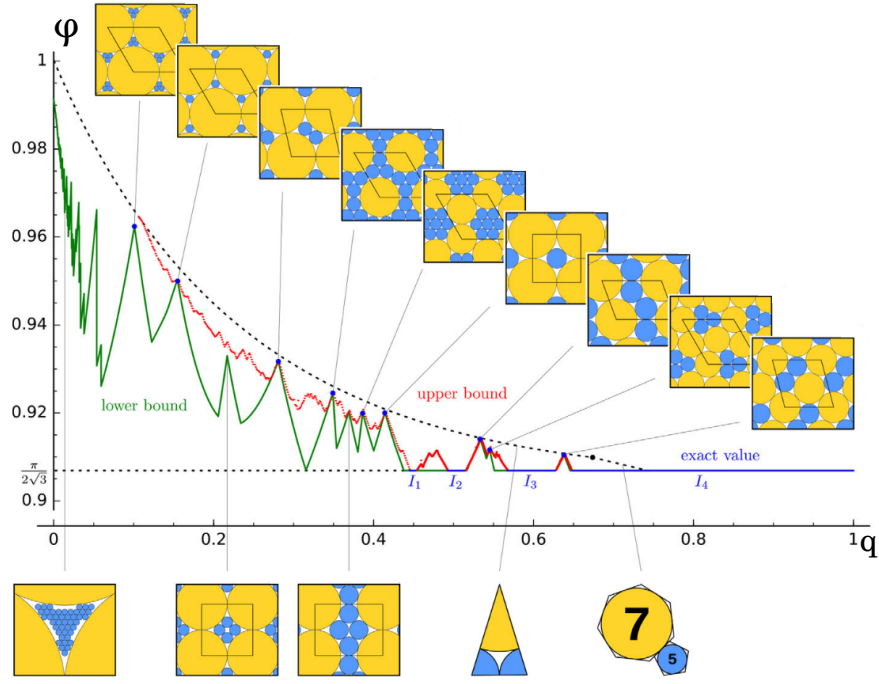 φ
1
0.98
0.96
0.94
0.92
π
2√3
0.9
lower bound
upper bound
exact value
I₁ I₂ I₃ I₄
0 0.2 0.4 0.6 0.8 1 q
7
5